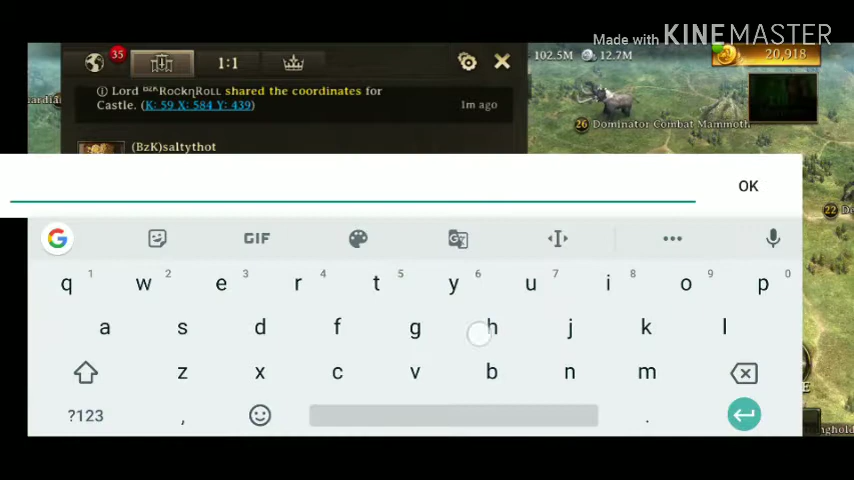 Made with KINEMASTER
35
1:1
102.5M 12.7M 20,918
Lord ᴮᶻᴷRᴏᴄᴋɳRᴏʟʟ shared the coordinates for
Castle. (K: 59 X: 584 Y: 439)
1m ago
26 Dominator Combat Mammoth
(BzK)saltythot
OK
22
G GIF
q 1 w 2 e 3 r 4 t 5 y 6 u 7 i 8 o 9 p 0
a s d f g h j k l
z x c v b n m
?123 , .